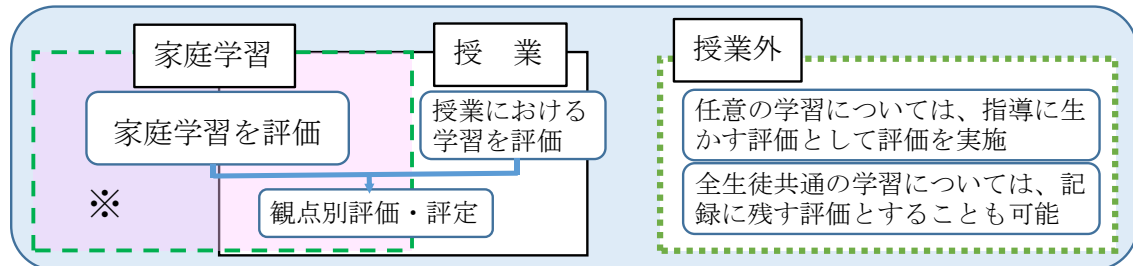 家庭学習
授　業
授業外
家庭学習を評価
授業における
学習を評価
任意の学習については、指導に生
かす評価として評価を実施
※
観点別評価・評定
全生徒共通の学習については、記
録に残す評価とすることも可能